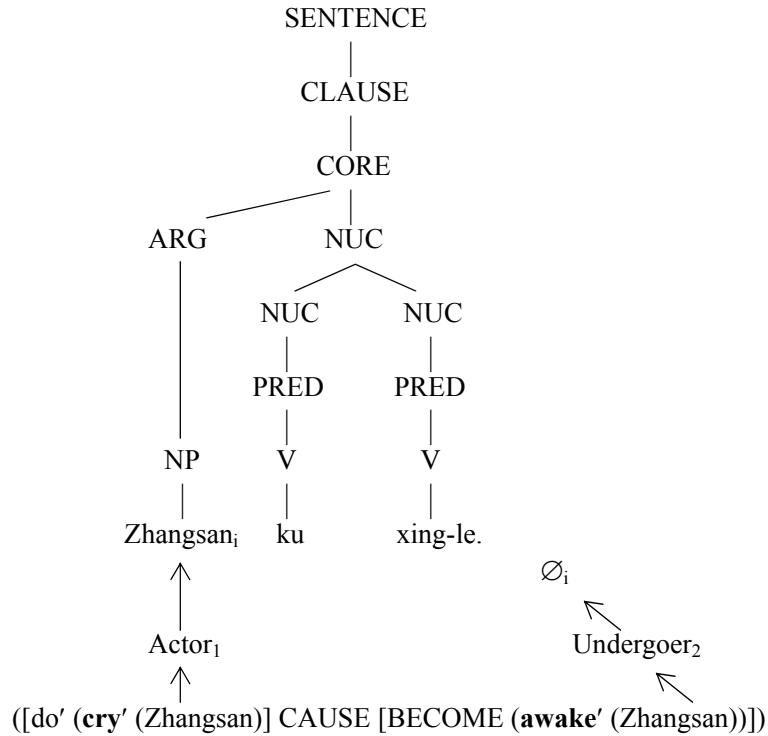 SENTENCE
CLAUSE
CORE
ARG NUC
NUC NUC
PRED PRED
NP V V
Zhangsanᵢ ku xing-le.
∅ᵢ
Actor₁ Undergoer₂
([do′ (cry′ (Zhangsan)] CAUSE [BECOME (awake′ (Zhangsan))])